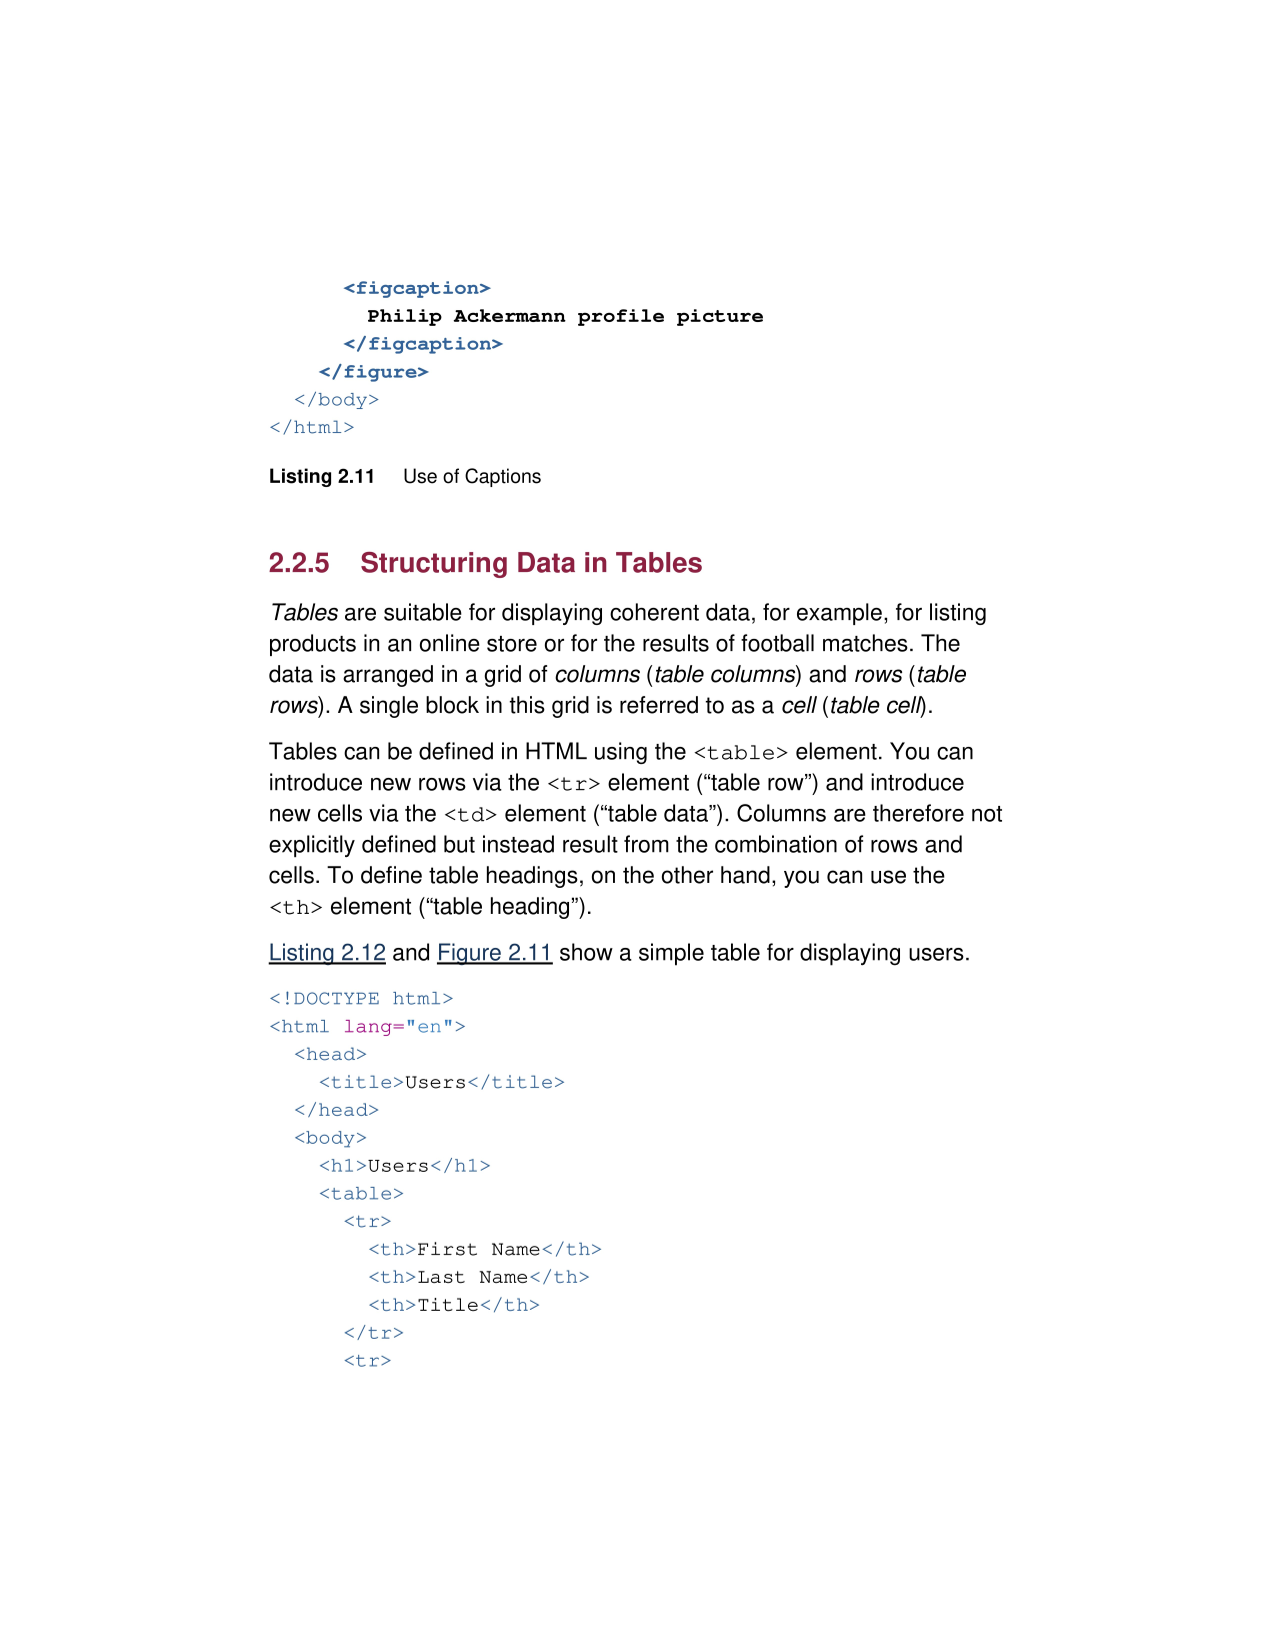 <figcaption>
Philip Ackermann profile picture
</figcaption>
</figure>
</body>
</html>
Listing 2.11 Use of Captions
2.2.5 Structuring Data in Tables
Tables are suitable for displaying coherent data, for example, for listing
products in an online store or for the results of football matches. The
data is arranged in a grid of columns (table columns) and rows (table
rows). A single block in this grid is referred to as a cell (table cell).
Tables can be defined in HTML using the <table> element. You can
introduce new rows via the <tr> element (“table row”) and introduce
new cells via the <td> element (“table data”). Columns are therefore not
explicitly defined but instead result from the combination of rows and
cells. To define table headings, on the other hand, you can use the
<th> element (“table heading”).
Listing 2.12 and Figure 2.11 show a simple table for displaying users.
<!DOCTYPE html>
<html lang="en">
<head>
<title>Users</title>
</head>
<body>
<h1>Users</h1>
<table>
<tr>
<th>First Name</th>
<th>Last Name</th>
<th>Title</th>
</tr>
<tr>